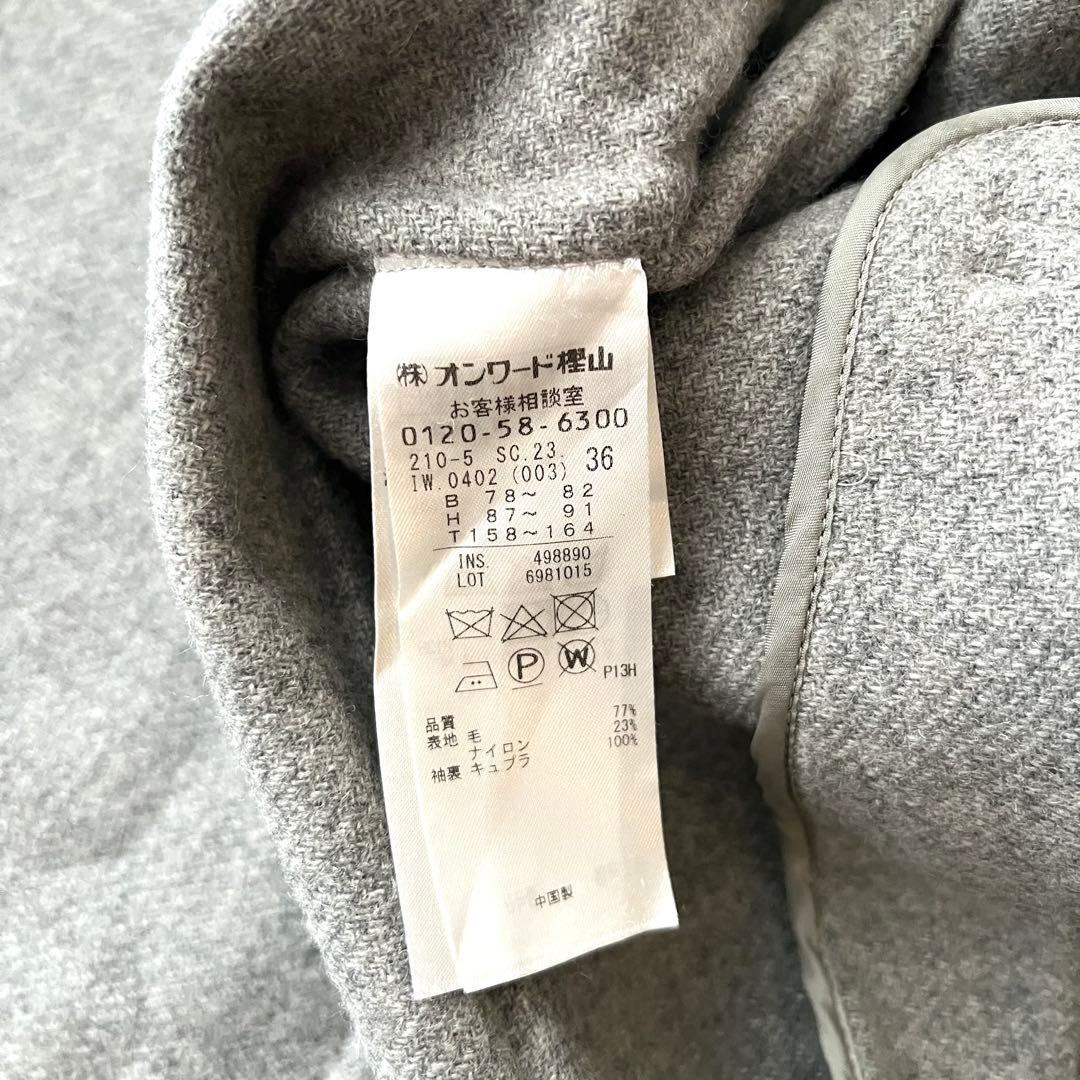 (株)オンワード樫山
お客様相談室
0120-58-6300
210-5 SC.23. 36
IW.0402 (003)
B 78～ 82
H 87～ 91
T 158～164
INS. 498890
LOT 6981015
P W P13H
品質
表地 毛 77%
ナイロン 23%
袖裏 キュプラ 100%
中国製